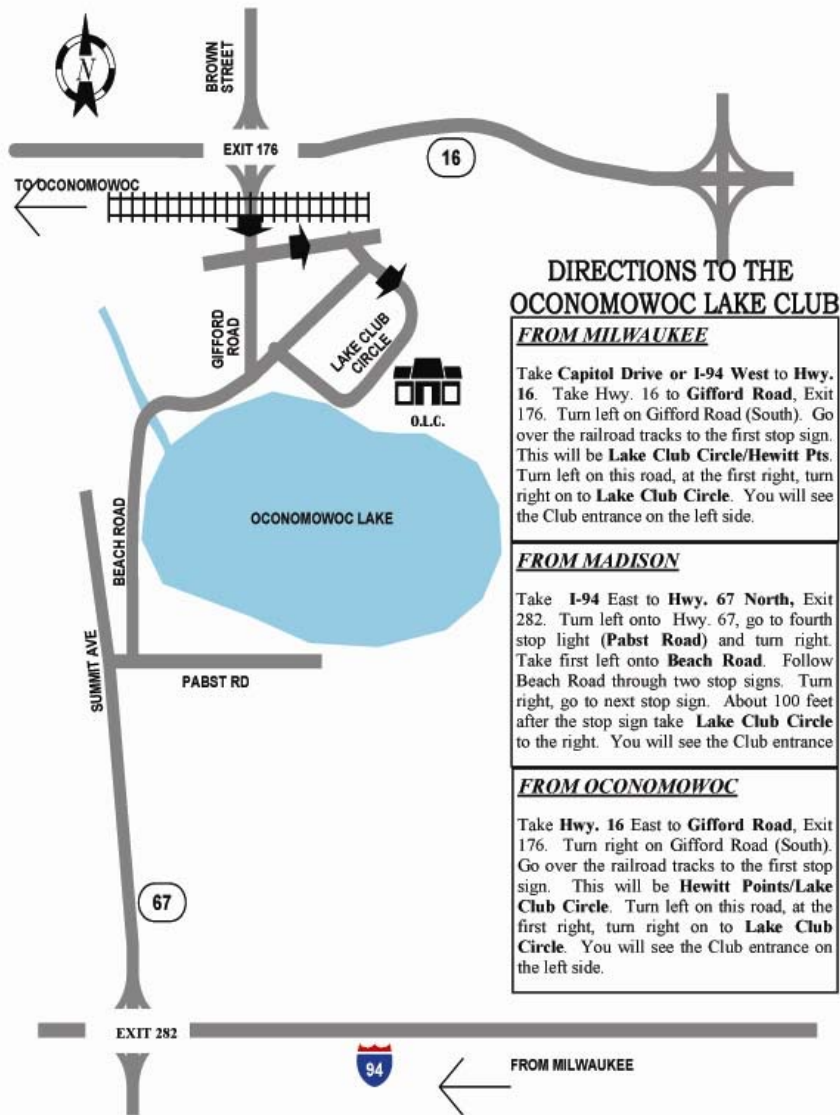 N
BROWN
STREET
EXIT 176
16
TO OCONOMOWOC
GIFFORD
ROAD
LAKE CLUB
CIRCLE
O.L.C.
OCONOMOWOC LAKE
BEACH ROAD
SUMMIT AVE
PABST RD
67
EXIT 282
94
FROM MILWAUKEE
DIRECTIONS TO THE
OCONOMOWOC LAKE CLUB
FROM MILWAUKEE
Take Capitol Drive or I-94 West to Hwy.
16. Take Hwy. 16 to Gifford Road, Exit
176. Turn left on Gifford Road (South). Go
over the railroad tracks to the first stop sign.
This will be Lake Club Circle/Hewitt Pts.
Turn left on this road, at the first right, turn
right on to Lake Club Circle. You will see
the Club entrance on the left side.
FROM MADISON
Take I-94 East to Hwy. 67 North, Exit
282. Turn left onto Hwy. 67, go to fourth
stop light (Pabst Road) and turn right.
Take first left onto Beach Road. Follow
Beach Road through two stop signs. Turn
right, go to next stop sign. About 100 feet
after the stop sign take Lake Club Circle
to the right. You will see the Club entrance
FROM OCONOMOWOC
Take Hwy. 16 East to Gifford Road, Exit
176. Turn right on Gifford Road (South).
Go over the railroad tracks to the first stop
sign. This will be Hewitt Points/Lake
Club Circle. Turn left on this road, at the
first right, turn right on to Lake Club
Circle. You will see the Club entrance on
the left side.